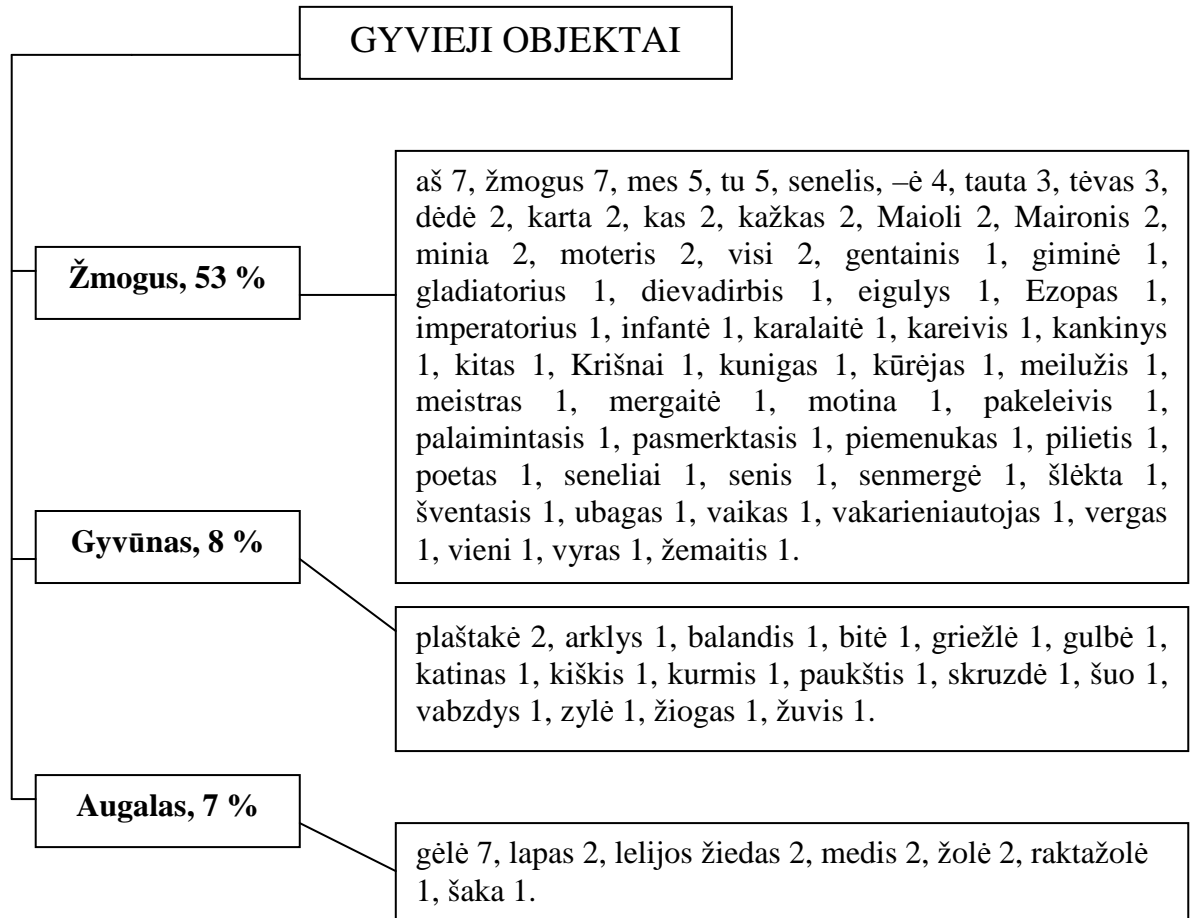 GYVIEJI OBJEKTAI
Žmogus, 53 %
aš 7, žmogus 7, mes 5, tu 5, senelis, –ė 4, tauta 3, tėvas 3,
dėdė 2, karta 2, kas 2, kažkas 2, Maioli 2, Maironis 2,
minia 2, moteris 2, visi 2, gentainis 1, giminė 1,
gladiatorius 1, dievadirbis 1, eigulys 1, Ezopas 1,
imperatorius 1, infantė 1, karalaitė 1, kareivis 1, kankinys
1, kitas 1, Krišnai 1, kunigas 1, kūrėjas 1, meilužis 1,
meistras 1, mergaitė 1, motina 1, pakeleivis 1,
palaimintasis 1, pasmerktasis 1, piemenukas 1, pilietis 1,
poetas 1, seneliai 1, senis 1, senmergė 1, šlėkta 1,
šventasis 1, ubagas 1, vaikas 1, vakarieniautojas 1, vergas
1, vieni 1, vyras 1, žemaitis 1.
Gyvūnas, 8 %
plaštakė 2, arklys 1, balandis 1, bitė 1, griežlė 1, gulbė 1,
katinas 1, kiškis 1, kurmis 1, paukštis 1, skruzdė 1, šuo 1,
vabzdys 1, zylė 1, žiogas 1, žuvis 1.
Augalas, 7 %
gėlė 7, lapas 2, lelijos žiedas 2, medis 2, žolė 2, raktažolė
1, šaka 1.